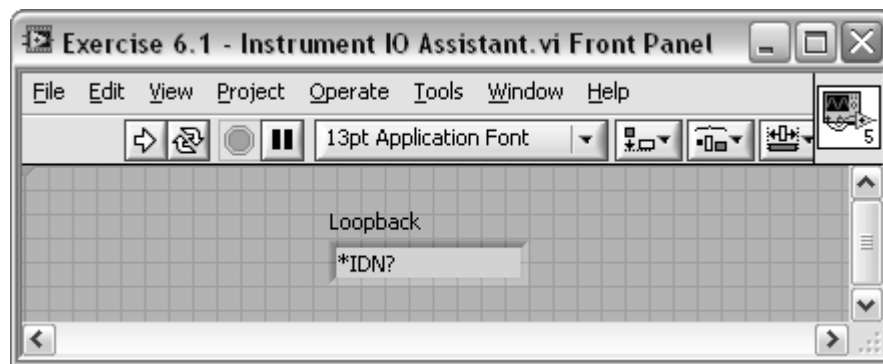 Exercise 6.1 - Instrument IO Assistant.vi Front Panel
File Edit View Project Operate Tools Window Help
13pt Application Font
5
Loopback
*IDN?